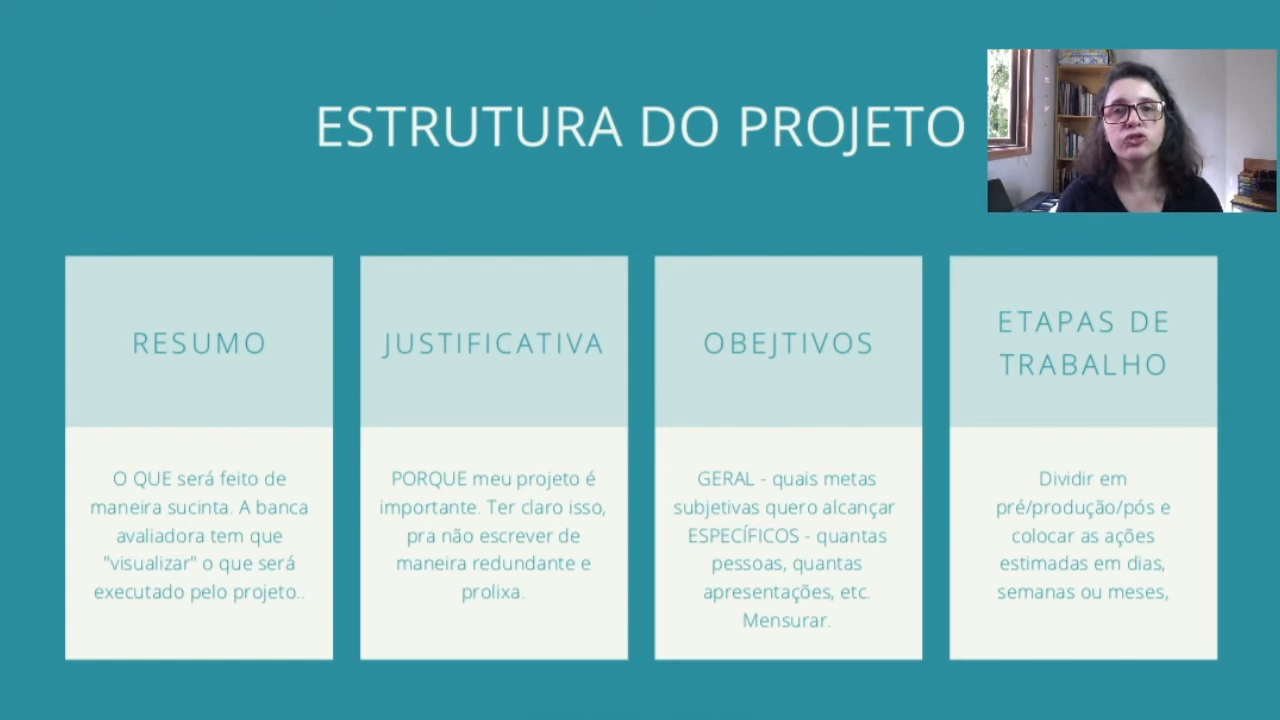 ESTRUTURA DO PROJETO
RESUMO
O QUE será feito de
maneira sucinta. A banca
avaliadora tem que
"visualizar" o que será
executado pelo projeto..
JUSTIFICATIVA
PORQUE meu projeto é
importante. Ter claro isso,
pra não escrever de
maneira redundante e
prolixa.
OBEJTIVOS
GERAL - quais metas
subjetivas quero alcançar
ESPECÍFICOS - quantas
pessoas, quantas
apresentações, etc.
Mensurar.
ETAPAS DE
TRABALHO
Dividir em
pré/produção/pós e
colocar as ações
estimadas em dias,
semanas ou meses,